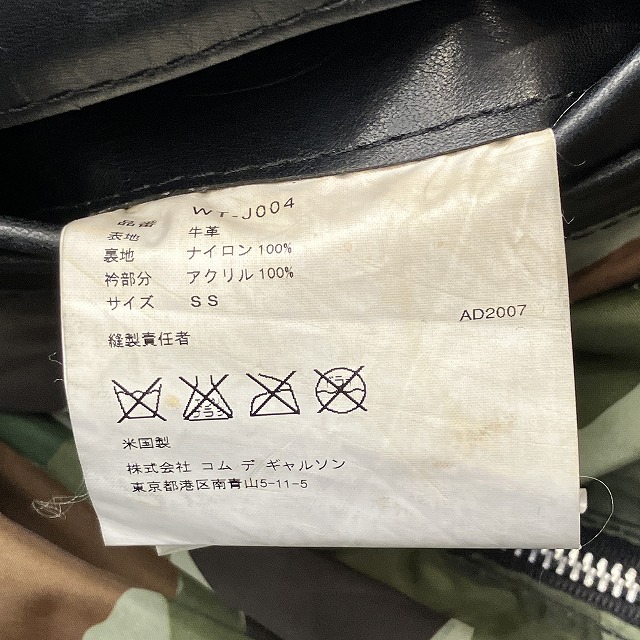 品番 WY-J004
表地 牛革
裏地 ナイロン100%
衿部分 アクリル100%
サイズ SS
AD2007
縫製責任者
米国製
株式会社 コム デ ギャルソン
東京都港区南青山5-11-5